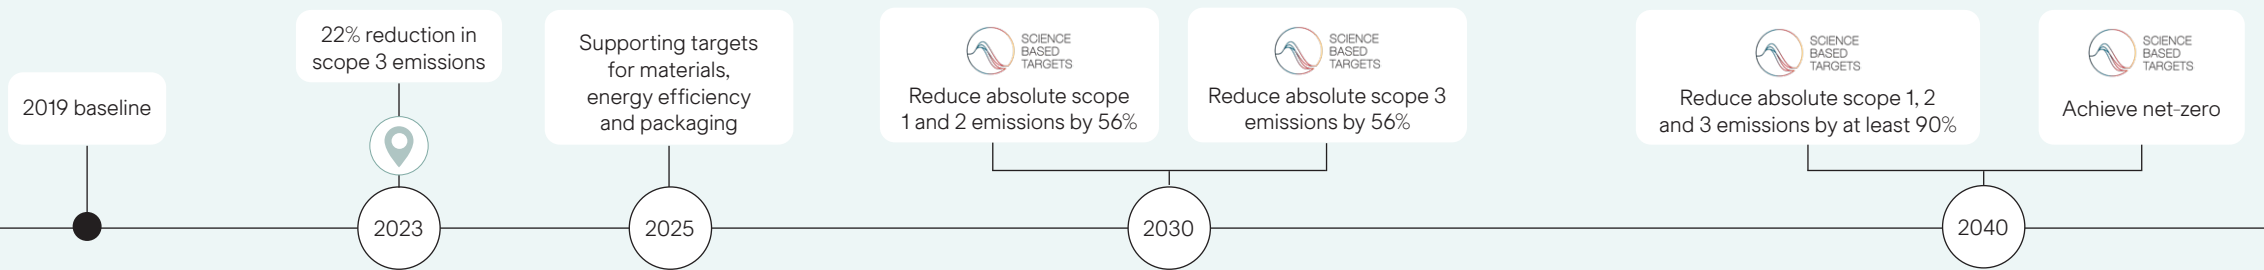 2019 baseline
22% reduction in
scope 3 emissions
2023
Supporting targets
for materials,
energy efficiency
and packaging
2025
SCIENCE
BASED
TARGETS
Reduce absolute scope
1 and 2 emissions by 56%
SCIENCE
BASED
TARGETS
Reduce absolute scope 3
emissions by 56%
2030
SCIENCE
BASED
TARGETS
Reduce absolute scope 1, 2
and 3 emissions by at least 90%
SCIENCE
BASED
TARGETS
Achieve net-zero
2040